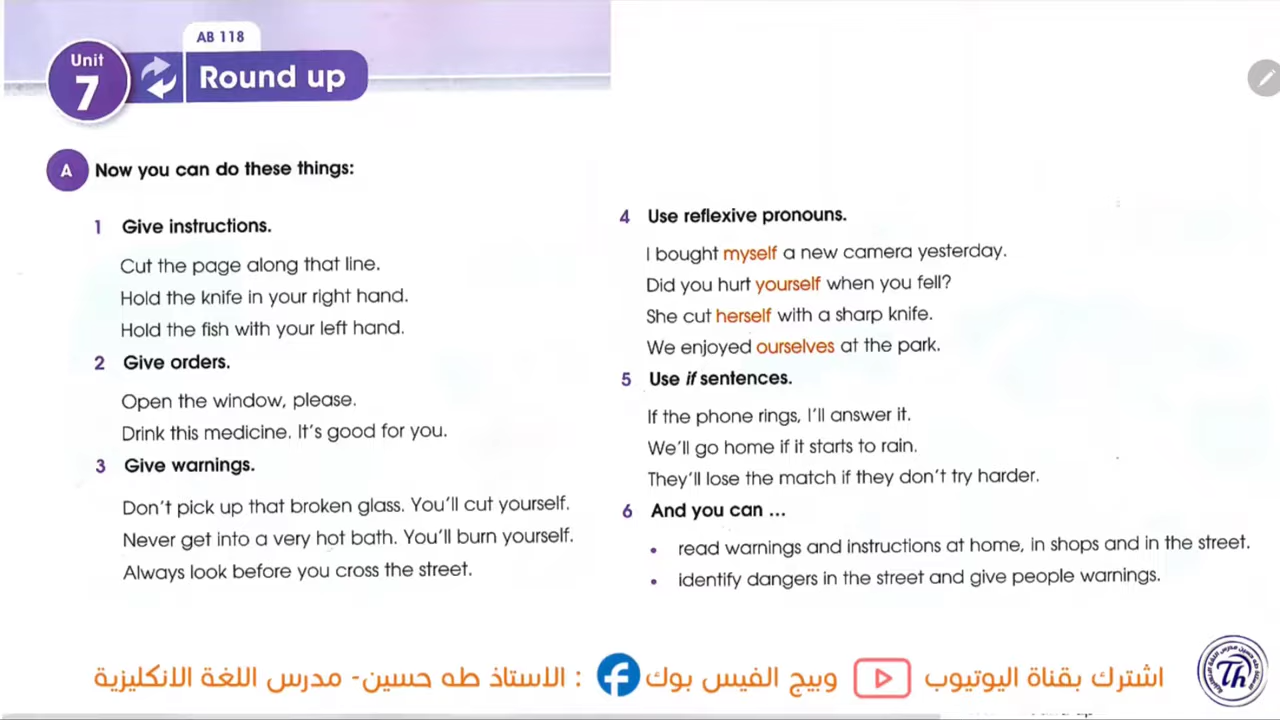 AB 118
Unit
7
Round up
A Now you can do these things:
1 Give instructions.
Cut the page along that line.
Hold the knife in your right hand.
Hold the fish with your left hand.
2 Give orders.
Open the window, please.
Drink this medicine. It's good for you.
3 Give warnings.
Don't pick up that broken glass. You'll cut yourself.
Never get into a very hot bath. You'll burn yourself.
Always look before you cross the street.
4 Use reflexive pronouns.
I bought myself a new camera yesterday.
Did you hurt yourself when you fell?
She cut herself with a sharp knife.
We enjoyed ourselves at the park.
5 Use if sentences.
If the phone rings, I'll answer it.
We'll go home if it starts to rain.
They'll lose the match if they don't try harder.
6 And you can ...
• read warnings and instructions at home, in shops and in the street.
• identify dangers in the street and give people warnings.
اشترك بقناة اليوتيوب وبيج الفيس بوك : الاستاذ طه حسين- مدرس اللغة الانكليزية
Th